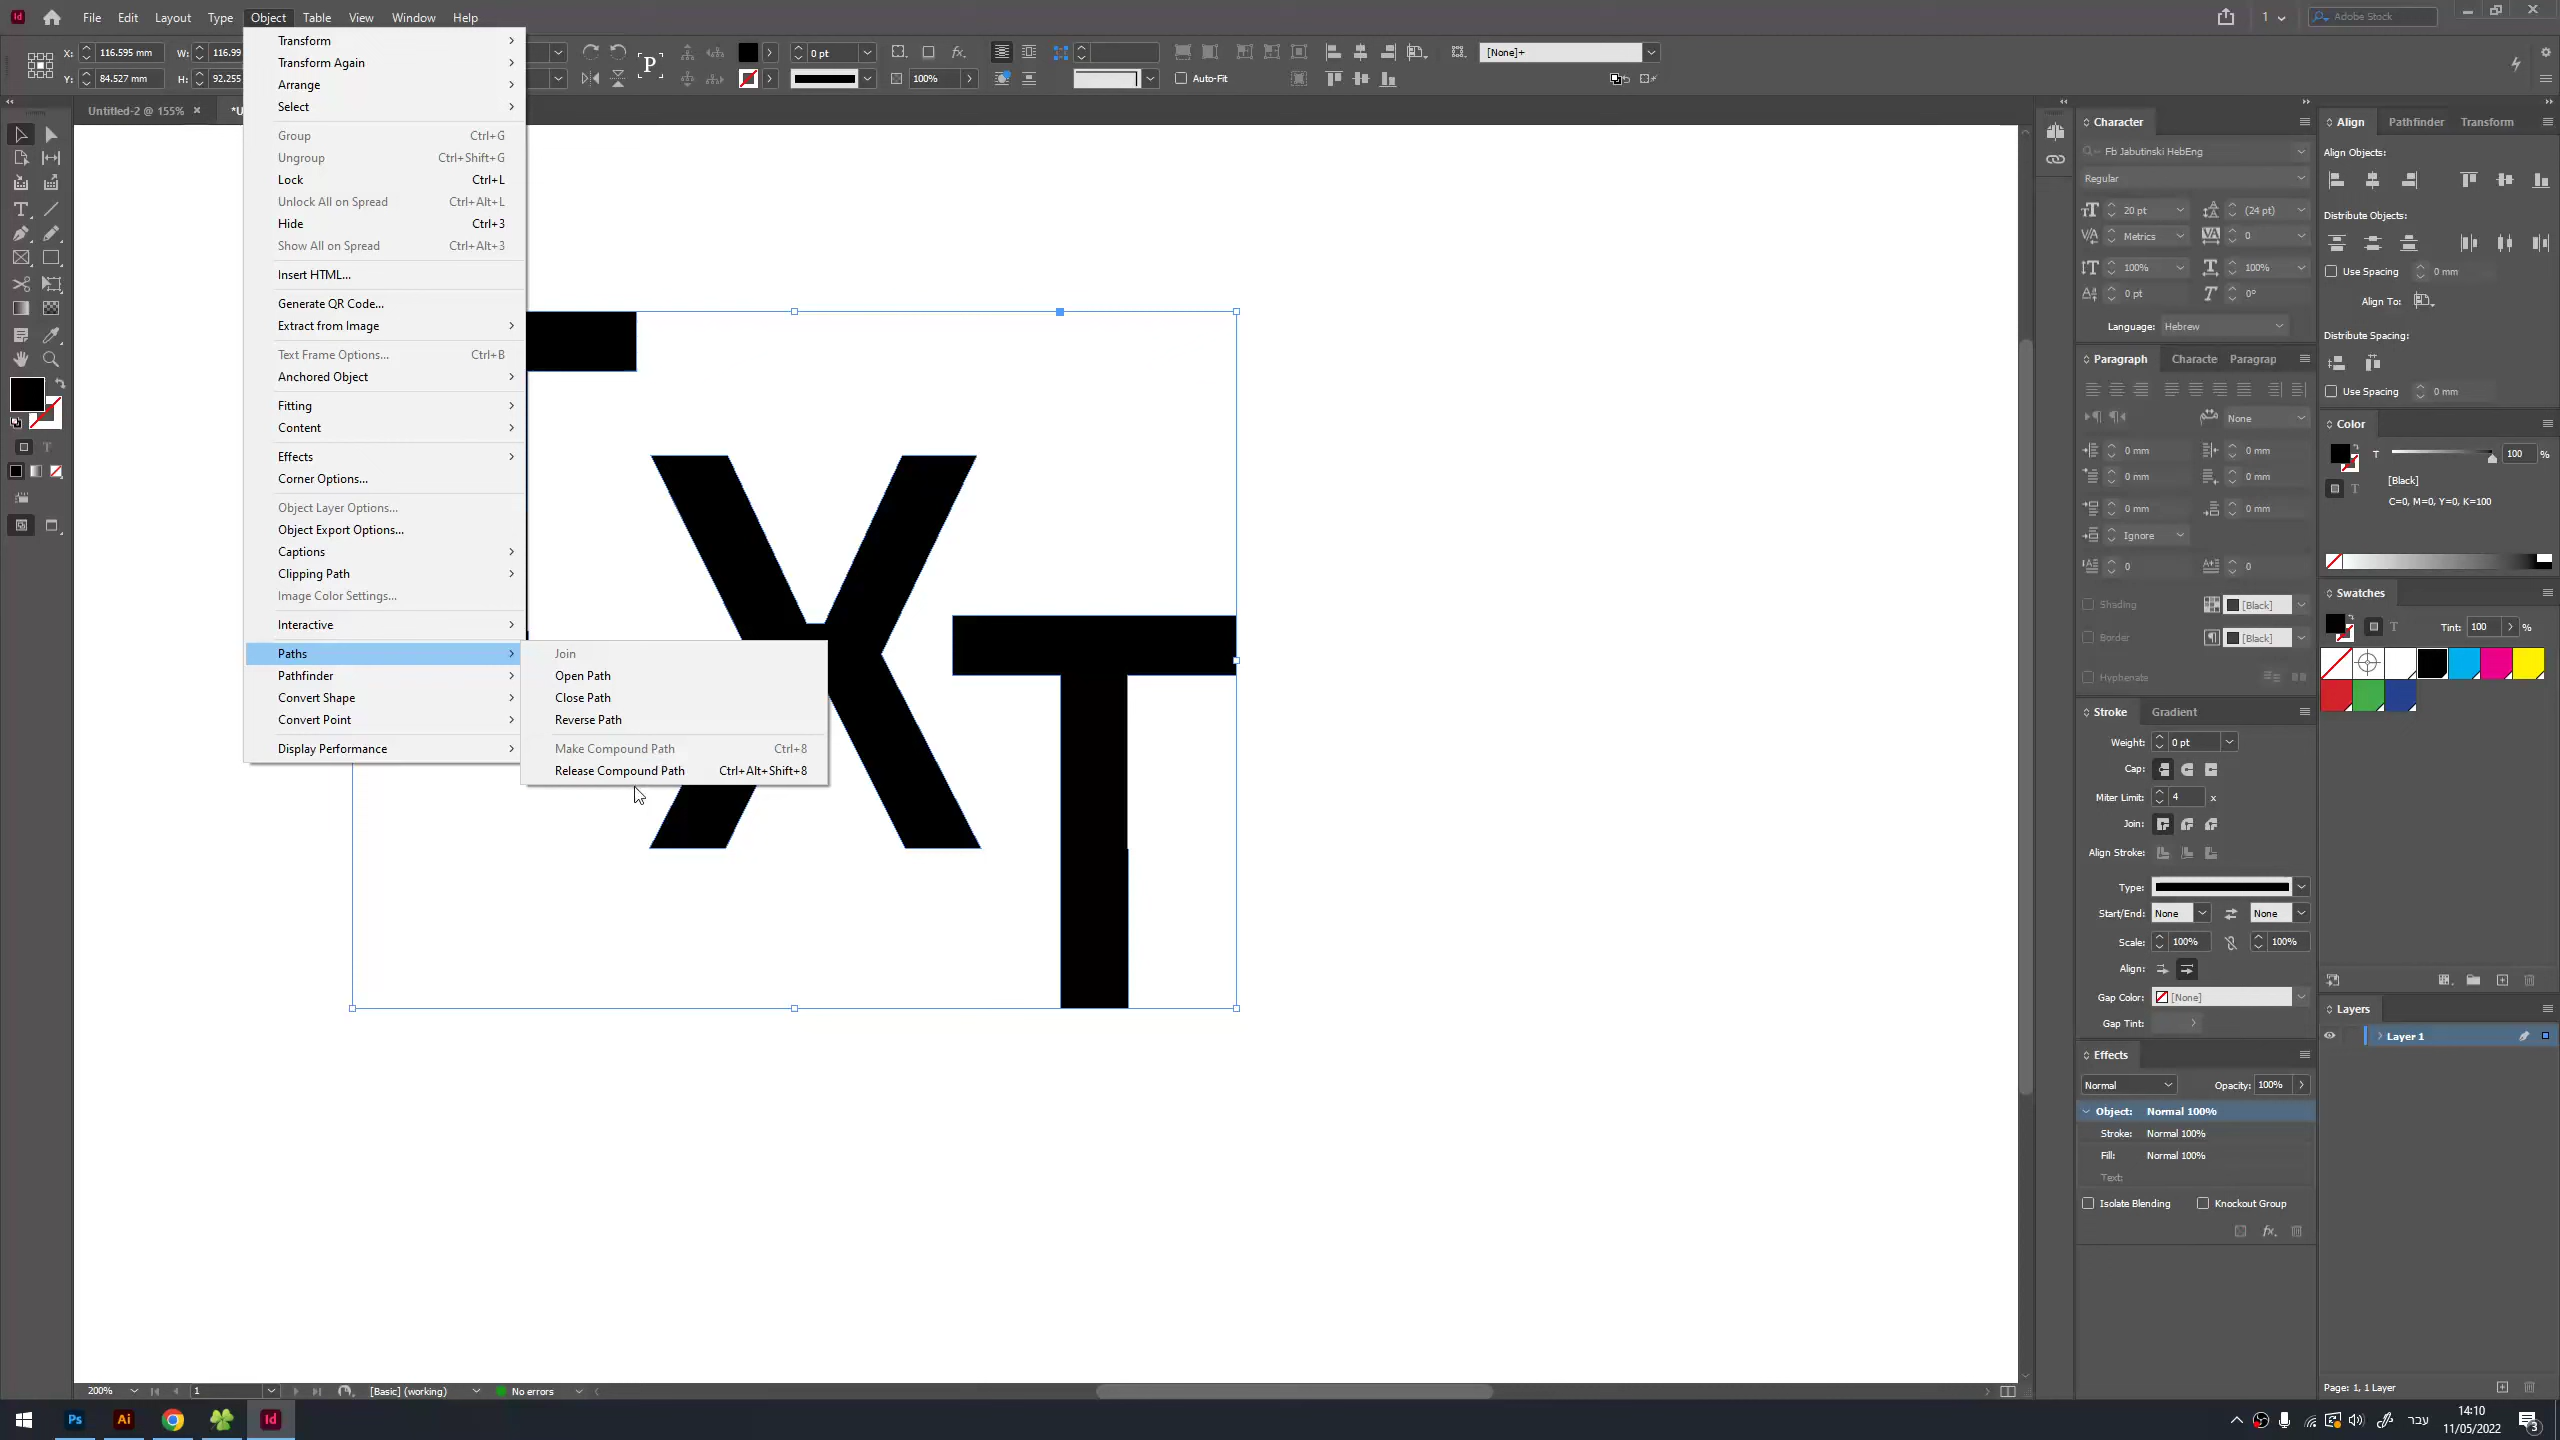 Id File Edit Layout Type Object Table View Window Help 1 Adobe Stock
X: 116.595 mm W: 116.99 P 0 pt fx. [None]+
Y: 84.527 mm H: 92.255 100% Auto-Fit
Untitled-2 @ 155% × *U
Transform
Transform Again
Arrange
Select
Group Ctrl+G
Ungroup Ctrl+Shift+G
Lock Ctrl+L
Unlock All on Spread Ctrl+Alt+L
Hide Ctrl+3
Show All on Spread Ctrl+Alt+3
Insert HTML...
Generate QR Code...
Extract from Image
Text Frame Options... Ctrl+B
Anchored Object
Fitting
Content
Effects
Corner Options...
Object Layer Options...
Object Export Options...
Captions
Clipping Path
Image Color Settings...
Interactive
Paths
Pathfinder
Convert Shape
Convert Point
Display Performance
Join
Open Path
Close Path
Reverse Path
Make Compound Path Ctrl+8
Release Compound Path Ctrl+Alt+Shift+8
XT
Character
Fb Jabutinski HebEng
Regular
20 pt (24 pt)
Metrics 0
100% 100%
0 pt 0°
Language: Hebrew
Paragraph Characte Paragrap
None
0 mm 0 mm
0 mm 0 mm
0 mm 0 mm
Ignore
0 0
Shading [Black]
Border [Black]
Hyphenate
Stroke Gradient
Weight: 0 pt
Cap:
Miter Limit: 4 x
Join:
Align Stroke:
Type:
Start/End: None None
Scale: 100% 100%
Align:
Gap Color: [None]
Gap Tint:
Effects
Normal Opacity: 100%
Object: Normal 100%
Stroke: Normal 100%
Fill: Normal 100%
Text:
Isolate Blending Knockout Group
fx.
Align Pathfinder Transform
Align Objects:
Distribute Objects:
Use Spacing 0 mm
Align To:
Distribute Spacing:
Use Spacing 0 mm
Color
T 100 %
[Black]
T C=0, M=0, Y=0, K=100
Swatches
T Tint: 100 %
Layers
Layer 1
Page: 1, 1 Layer
200% 1 [Basic] (working) No errors
Ps Ai Id עבר 14:10
11/05/2022 3